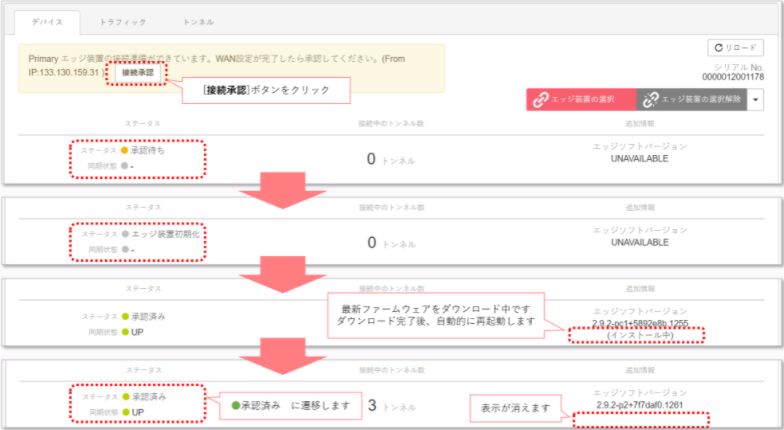 デバイス
トラフィック
トンネル
リロード
Primary エッジ装置の接続準備ができています。WAN設定が完了したら承認してください。(From
IP:133.130.159.31 )
接続承認
シリアル No.
0000012001178
[接続承認]ボタンをクリック
エッジ装置の選択
エッジ装置の選択解除
ステータス
接続中のトンネル数
追加情報
ステータス ● 承認待ち
同期状態 ● -
0 トンネル
エッジソフトバージョン
UNAVAILABLE
ステータス
接続中のトンネル数
追加情報
ステータス ● エッジ装置初期化
同期状態 ● -
0 トンネル
エッジソフトバージョン
UNAVAILABLE
ステータス
接続中のトンネル数
追加情報
ステータス ● 承認済み
同期状態 ● UP
最新ファームウェアをダウンロード中です
ダウンロード完了後、自動的に再起動します
エッジソフトバージョン
2.9.2-pc1+5892e8b.1255
(インストール中)
ステータス
接続中のトンネル数
追加情報
ステータス ● 承認済み
同期状態 ● UP
●承認済み に遷移します
3 トンネル
表示が消えます
エッジソフトバージョン
2.9.2-p2+7f7daf0.1261